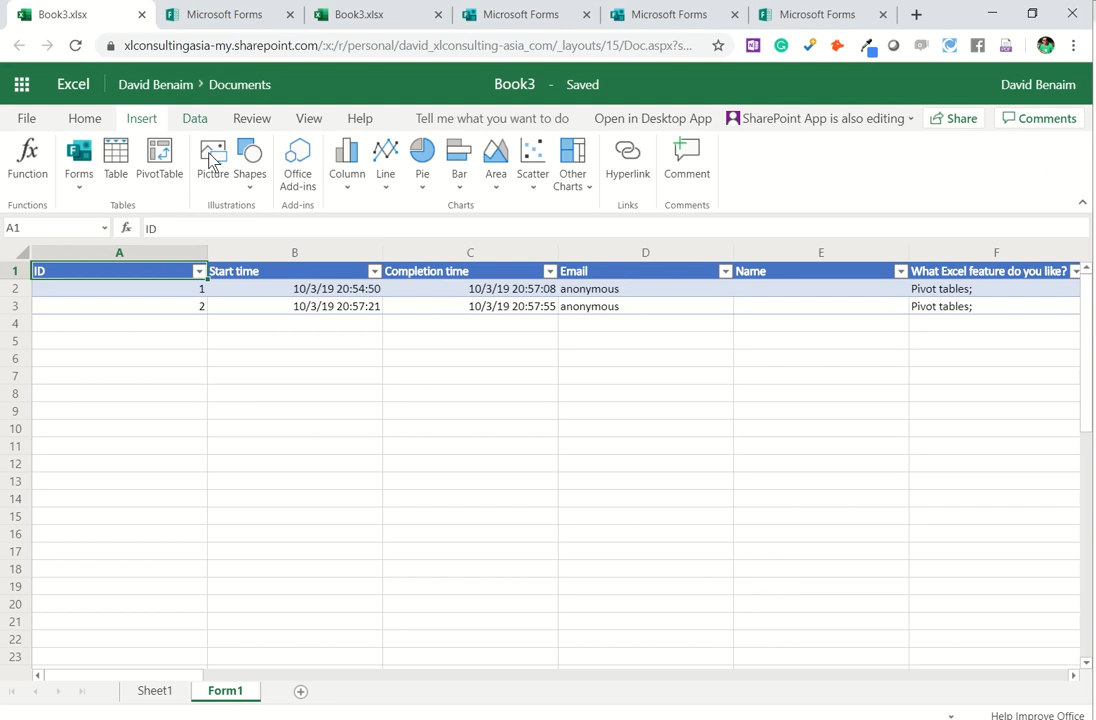 Book3.xlsx Microsoft Forms Book3.xlsx Microsoft Forms Microsoft Forms Microsoft Forms
xlconsultingasia-my.sharepoint.com/:x:/r/personal/david_xlconsulting-asia_com/_layouts/15/Doc.aspx?s...
Excel David Benaim > Documents Book3 - Saved David Benaim
File Home Insert Data Review View Help Tell me what you want to do Open in Desktop App SharePoint App is also editing Share Comments
Function Forms Table PivotTable Picture Shapes Office Add-ins Column Line Pie Bar Area Scatter Other Charts Hyperlink Comment
Functions Tables Illustrations Add-ins Charts Links Comments
A1 fx ID
A B C D E F
1 ID Start time Completion time Email Name What Excel feature do you like?
2 1 10/3/19 20:54:50 10/3/19 20:57:08 anonymous Pivot tables;
3 2 10/3/19 20:57:21 10/3/19 20:57:55 anonymous Pivot tables;
4
5
6
7
8
9
10
11
12
13
14
15
16
17
18
19
20
21
22
23
Sheet1 Form1
Help Improve Office